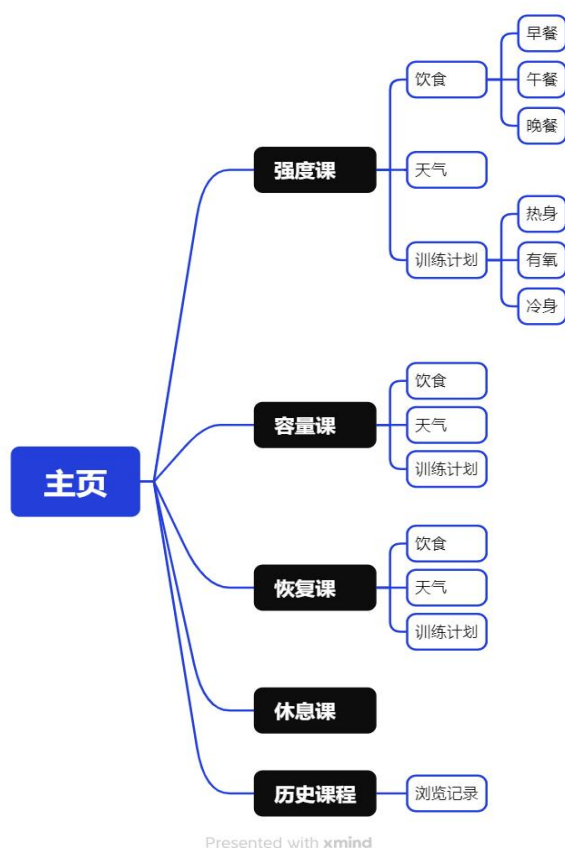 主页
强度课
饮食
早餐
午餐
晚餐
天气
训练计划
热身
有氧
冷身
容量课
饮食
天气
训练计划
恢复课
饮食
天气
训练计划
休息课
历史课程
浏览记录
Presented with xmind